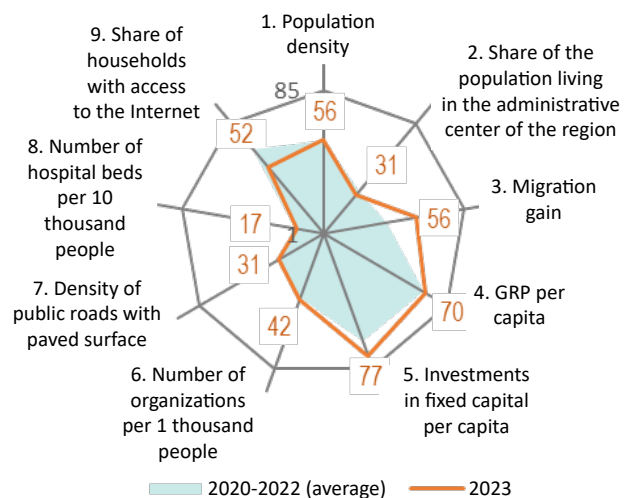 1. Population
density
85
56
2. Share of the
population living
in the administrative
center of the region
31
3. Migration
gain
56
4. GRP per
capita
70
5. Investments
in fixed capital
per capita
77
6. Number of
organizations
per 1 thousand
people
42
7. Density of
public roads with
paved surface
31
8. Number of
hospital beds
per 10
thousand
people
17
1
9. Share of
households
with access
to the Internet
52
2020-2022 (average)
2023